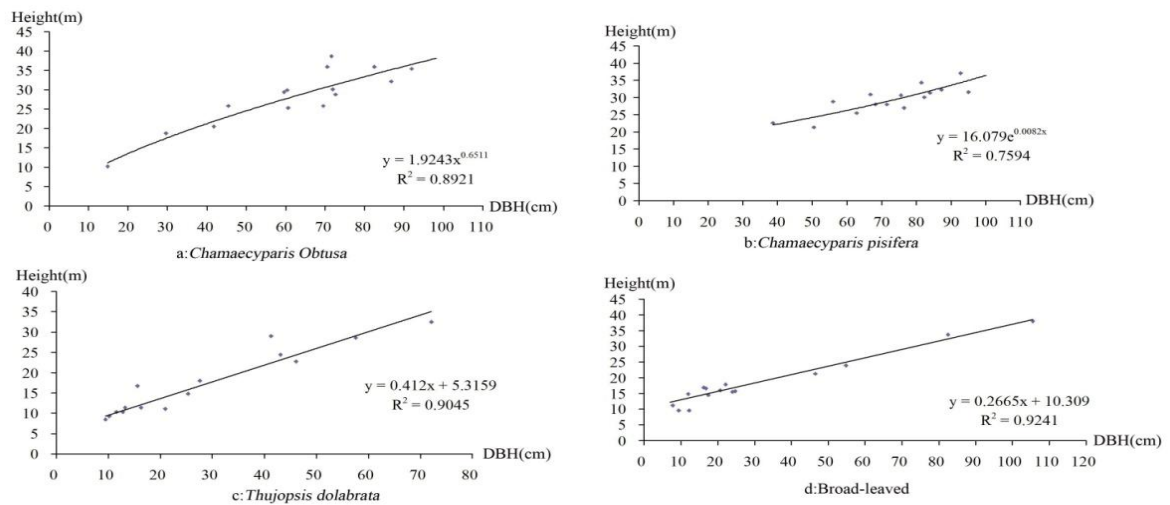 Height(m)
45
40
35
30
25
20
15
10
5
0
0 10 20 30 40 50 60 70 80 90 100 110
DBH(cm)
y = 1.9243x^0.6511
R² = 0.8921
a:Chamaecyparis Obtusa
Height(m)
45
40
35
30
25
20
15
10
5
0
0 10 20 30 40 50 60 70 80 90 100 110
DBH(cm)
y = 16.079e^0.0082x
R² = 0.7594
b:Chamaecyparis pisifera
Height(m)
40
35
30
25
20
15
10
5
0
0 10 20 30 40 50 60 70 80
DBH(cm)
y = 0.412x + 5.3159
R² = 0.9045
c:Thujopsis dolabrata
Height(m)
45
40
35
30
25
20
15
10
5
0
0 10 20 30 40 50 60 70 80 90 100 110 120
DBH(cm)
y = 0.2665x + 10.309
R² = 0.9241
d:Broad-leaved